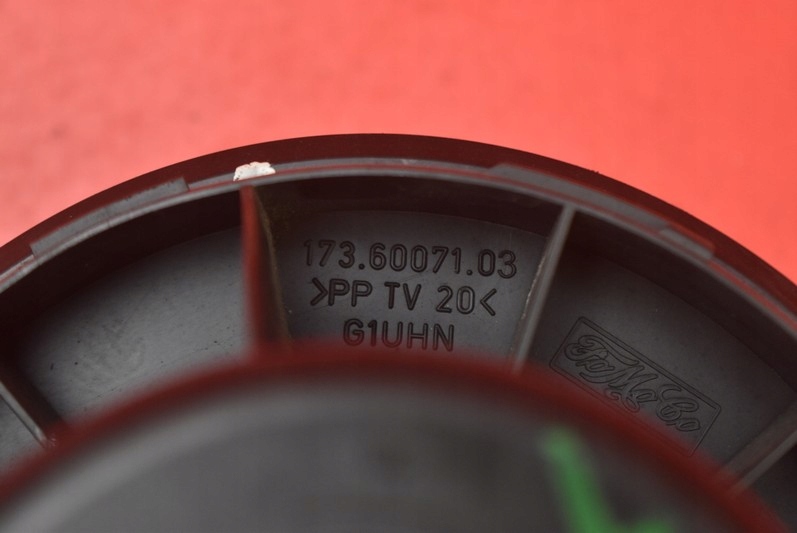 173.60071.03
>PP TV 20<
G1UHN
FoMoCo